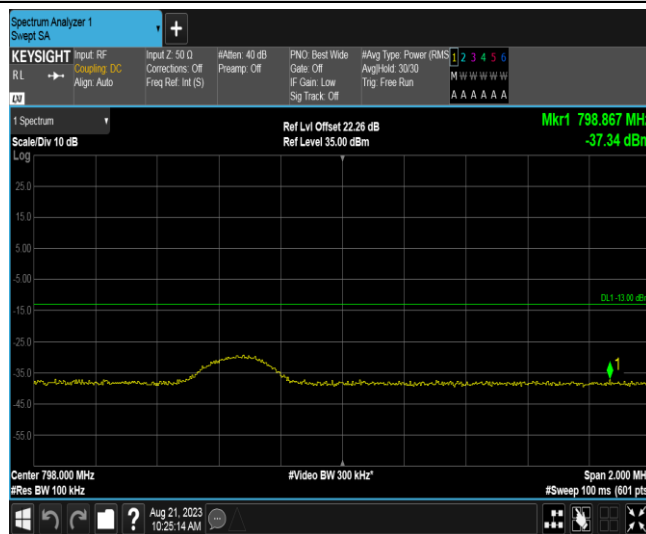 Spectrum Analyzer 1
Swept SA
+
KEYSIGHT Input: RF Input Z: 50 Ω #Atten: 40 dB PNO: Best Wide #Avg Type: Power (RMS 1 2 3 4 5 6
RL Coupling: DC Corrections: Off Preamp: Off Gate: Off Avg|Hold: 30/30 M W W W W W
Align: Auto Freq Ref: Int (S) IF Gain: Low Trig: Free Run
Sig Track: Off A A A A A A
LXI
1 Spectrum Ref Lvl Offset 22.26 dB Mkr1 798.867 MHz
Scale/Div 10 dB Ref Level 35.00 dBm -37.34 dBm
Log
25.0
15.0
5.00
-5.00
DL1 -13.00 dBm
-15.0
-25.0
-35.0
1
-45.0
-55.0
Center 798.000 MHz #Video BW 300 kHz* Span 2.000 MH
#Res BW 100 kHz #Sweep 100 ms (601 pts
? Aug 21, 2023
10:25:14 AM